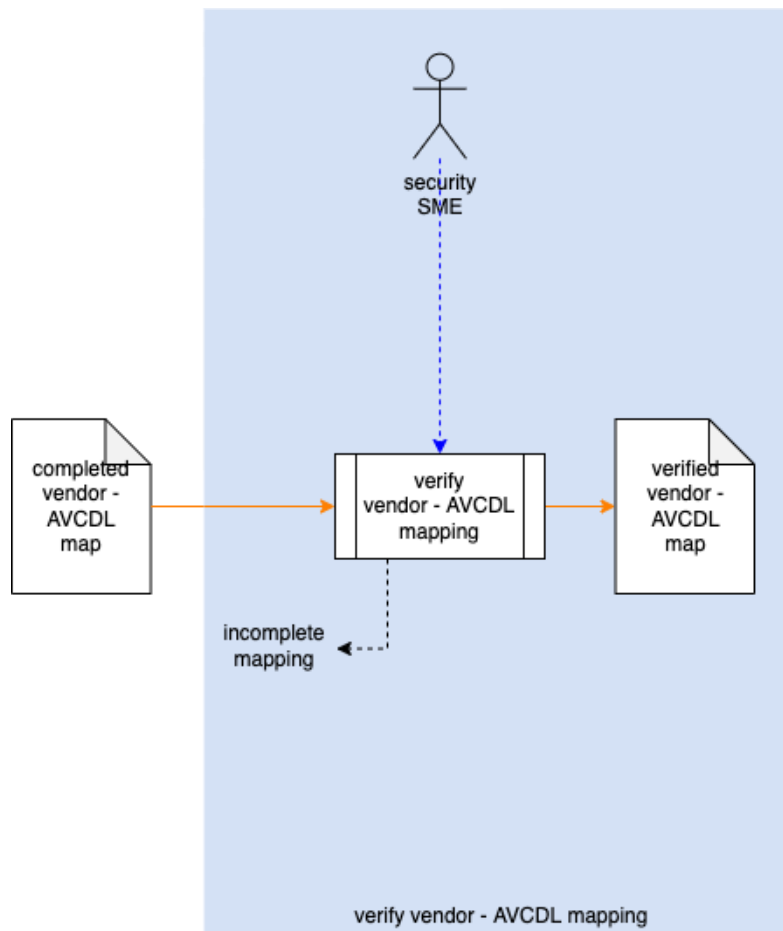 security
SME
completed
vendor -
AVCDL
map
verify
vendor - AVCDL
mapping
verified
vendor -
AVCDL
map
incomplete
mapping
verify vendor - AVCDL mapping